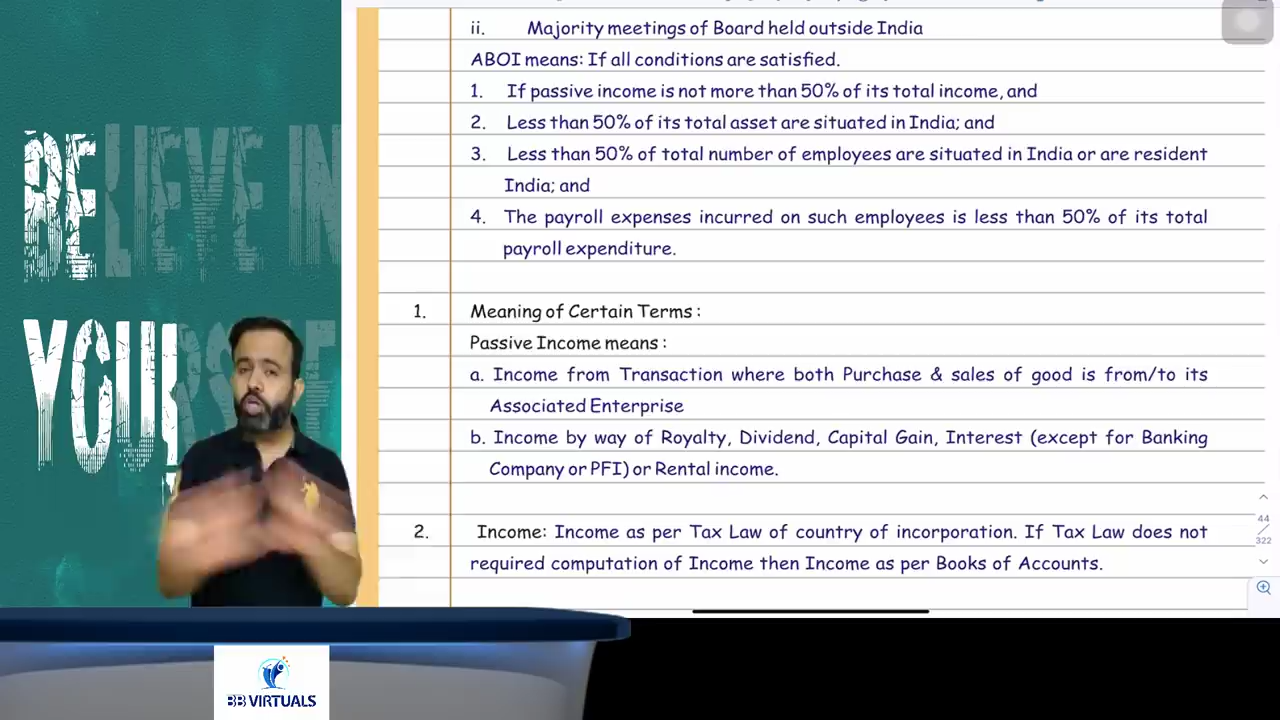 BELIEVE IN
YOURSELF
ii. Majority meetings of Board held outside India
ABOI means: If all conditions are satisfied.
1. If passive income is not more than 50% of its total income, and
2. Less than 50% of its total asset are situated in India; and
3. Less than 50% of total number of employees are situated in India or are resident
India; and
4. The payroll expenses incurred on such employees is less than 50% of its total
payroll expenditure.
1. Meaning of Certain Terms :
Passive Income means :
a. Income from Transaction where both Purchase & sales of good is from/to its
Associated Enterprise
b. Income by way of Royalty, Dividend, Capital Gain, Interest (except for Banking
Company or PFI) or Rental income.
2. Income: Income as per Tax Law of country of incorporation. If Tax Law does not
required computation of Income then Income as per Books of Accounts.
44
322
BB VIRTUALS